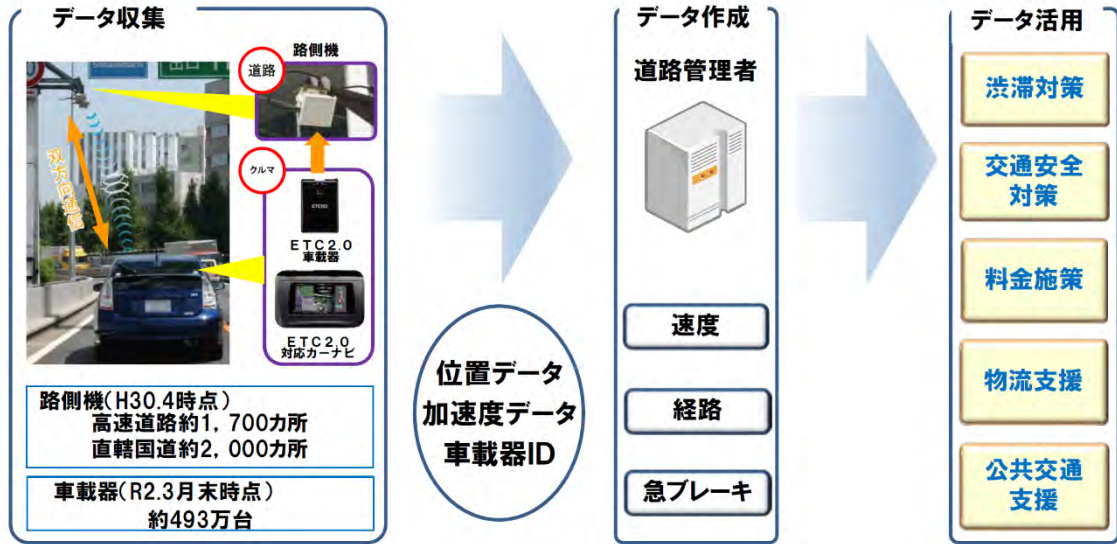 データ収集
路側機
道路
双方向通信
クルマ
ETC2.0
車載器
ETC2.0
対応カーナビ
路側機(H30.4時点)
高速道路約1,700カ所
直轄国道約2,000カ所
車載器(R2.3月末時点)
約493万台
位置データ
加速度データ
車載器ID
データ作成
道路管理者
速度
経路
急ブレーキ
データ活用
渋滞対策
交通安全
対策
料金施策
物流支援
公共交通
支援